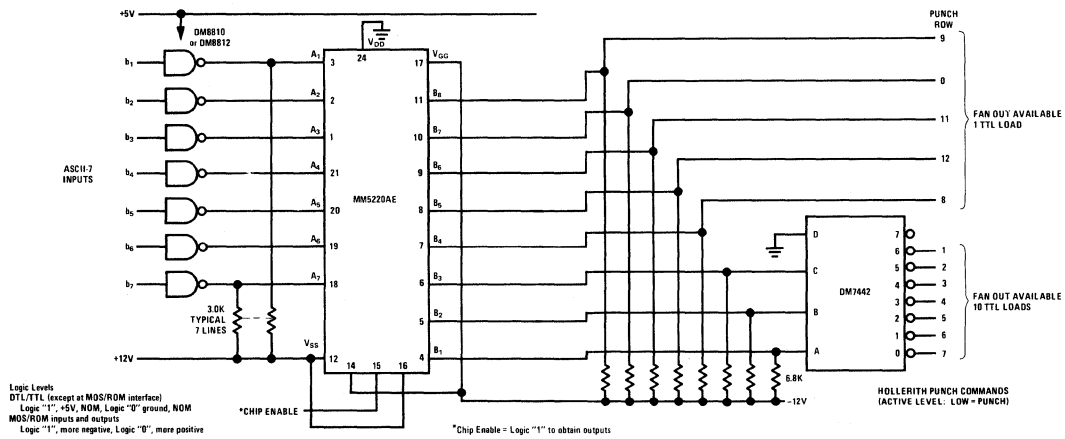 +5V
DM8810
or DM8812
b1
b2
b3
b4
b5
b6
b7
ASCII-7
INPUTS
3.0K
TYPICAL
7 LINES
+12V
A1
A2
A3
A4
A5
A6
A7
VSS
VDD
24
3
2
1
21
20
19
18
12
MM5220AE
14
15
16
17
11
10
9
8
7
6
5
4
VGG
B8
B7
B6
B5
B4
B3
B2
B1
*CHIP ENABLE
PUNCH
ROW
9
0
11
12
8
FAN OUT AVAILABLE
1 TTL LOAD
D
C
B
A
DM7442
7
6
5
4
3
2
1
0
1
2
3
4
5
6
7
FAN OUT AVAILABLE
10 TTL LOADS
6.8K
-12V
HOLLERITH PUNCH COMMANDS
(ACTIVE LEVEL: LOW = PUNCH)
Logic Levels
DTL/TTL (except at MOS/ROM interface)
Logic "1", +5V, NOM, Logic "0" ground, NOM
MOS/ROM inputs and outputs
Logic "1", more negative, Logic "0", more positive
*Chip Enable = Logic "1" to obtain outputs